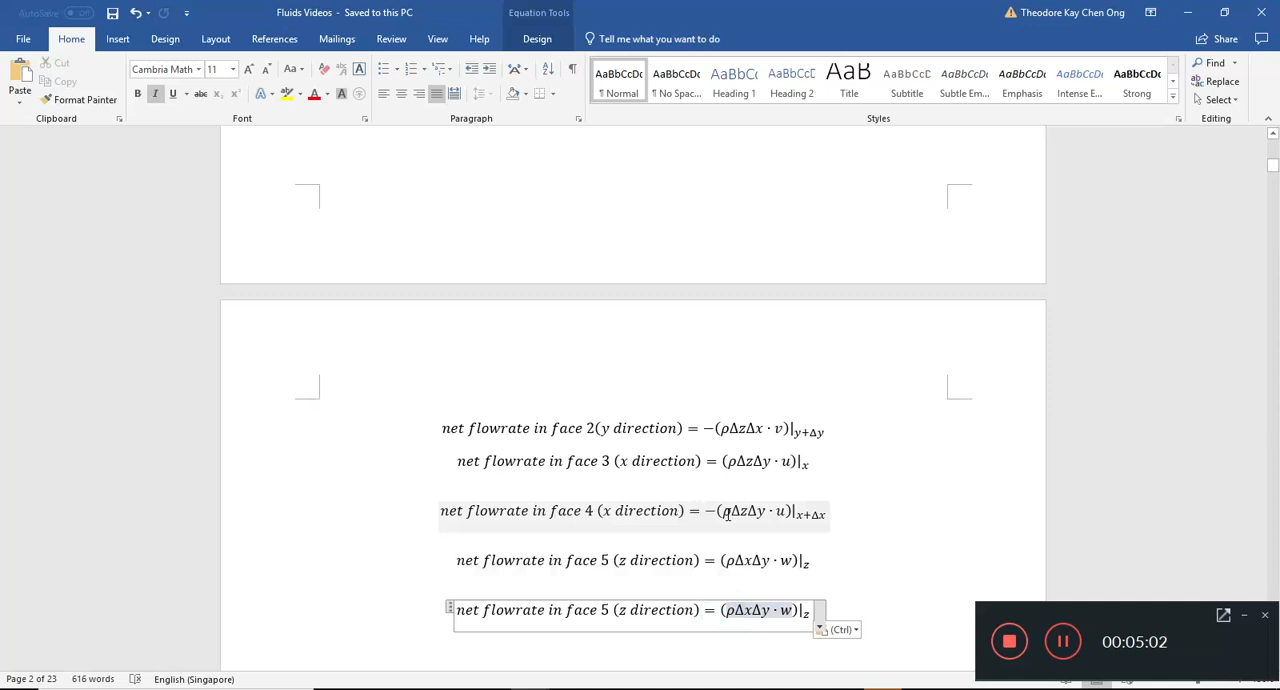 AutoSave Off Fluids Videos - Saved to this PC Equation Tools Theodore Kay Chen Ong
File Home Insert Design Layout References Mailings Review View Help Design Tell me what you want to do Share
Paste Cut Copy Format Painter
Cambria Math 11
AaBbCcDc AaBbCcDc AaBbC( AaBbCcD AaB AaBbCcD AaBbCcDc AaBbCcDc AaBbCcDc AaBbCcDc
¶ Normal ¶ No Spac... Heading 1 Heading 2 Title Subtitle Subtle Em... Emphasis Intense E... Strong
Find Replace Select
Clipboard Font Paragraph Styles Editing
net flowrate in face 2(y direction) = −(ρΔzΔx · v)|y+Δy
net flowrate in face 3 (x direction) = (ρΔzΔy · u)|x
net flowrate in face 4 (x direction) = −(ρΔzΔy · u)|x+Δx
net flowrate in face 5 (z direction) = (ρΔxΔy · w)|z
net flowrate in face 5 (z direction) = (ρΔxΔy · w)|z
(Ctrl)
00:05:02
Page 2 of 23 616 words English (Singapore)